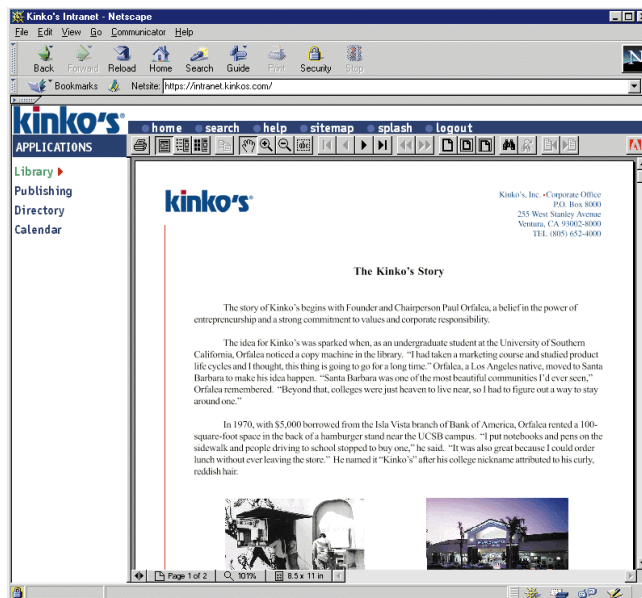 Kinko's Intranet - Netscape
File Edit View Go Communicator Help
Back Forward Reload Home Search Guide Print Security Stop
Bookmarks Netsite: https://intranet.kinkos.com/
kinko's®
home search help sitemap splash logout
APPLICATIONS
Library
Publishing
Directory
Calendar
kinko's®
Kinko's, Inc. •Corporate Office
P.O. Box 8000
255 West Stanley Avenue
Ventura, CA 93002-8000
TEL (805) 652-4000
The Kinko's Story
The story of Kinko's begins with Founder and Chairperson Paul Orfalea, a belief in the power of
entrepreneurship and a strong commitment to values and corporate responsibility.
The idea for Kinko's was sparked when, as an undergraduate student at the University of Southern
California, Orfalea noticed a copy machine in the library. “I had taken a marketing course and studied product
life cycles and I thought, this thing is going to go for a long time.” Orfalea, a Los Angeles native, moved to Santa
Barbara to make his idea happen. “Santa Barbara was one of the most beautiful communities I'd ever seen,”
Orfalea remembered. “Beyond that, colleges were just heaven to live near, so I had to figure out a way to stay
around one.”
In 1970, with $5,000 borrowed from the Isla Vista branch of Bank of America, Orfalea rented a 100-
square-foot space in the back of a hamburger stand near the UCSB campus. “I put notebooks and pens on the
sidewalk and people driving to school stopped to buy one,” he said. “It was also great because I could order
lunch without ever leaving the store.” He named it “Kinko's” after his college nickname attributed to his curly,
reddish hair.
Page 1 of 2 101% 8.5 x 11 in